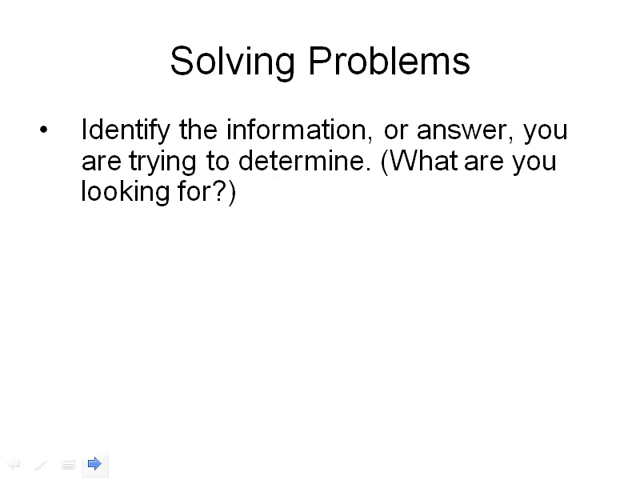 Solving Problems
• Identify the information, or answer, you
are trying to determine. (What are you
looking for?)